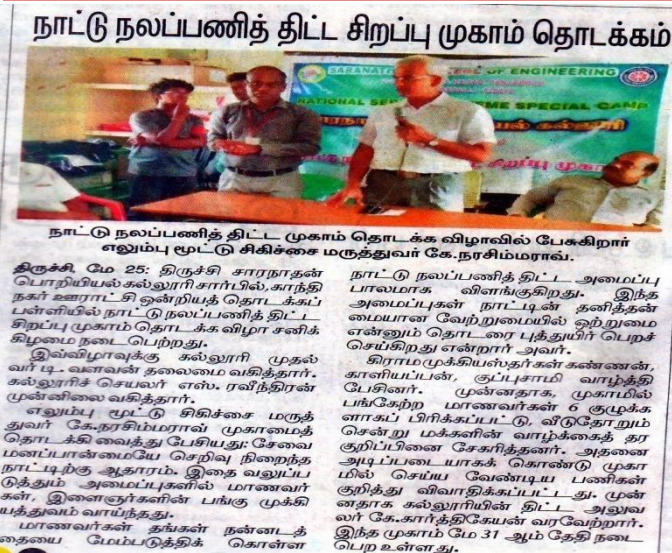 நாட்டு நலப்பணித் திட்ட சிறப்பு முகாம் தொடக்கம்
SARANATHAN COLLEGE OF ENGINEERING
NATIONAL SERVICE SCHEME SPECIAL CAMP
சிறப்பு முகாம்
நாட்டு நலப்பணித் திட்ட முகாம் தொடக்க விழாவில் பேசுகிறார்
எலும்பு மூட்டு சிகிச்சை மருத்துவர் கே.நரசிம்மராவ்.
திருச்சி, மே 25: திருச்சி சாரநாதன்
பொறியியல் கல்லூரி சார்பில், காந்தி
நகர் ஊராட்சி ஒன்றியத் தொடக்கப்
பள்ளியில் நாட்டு நலப்பணித் திட்ட
சிறப்பு முகாம் தொடக்க விழா சனிக்
கிழமை நடைபெற்றது.
இவ்விழாவுக்கு கல்லூரி முதல்
வர் டி. வளவன் தலைமை வகித்தார்.
கல்லூரிச் செயலர் எஸ். ரவீந்திரன்
முன்னிலை வகித்தார்.
எலும்பு மூட்டு சிகிச்சை மருத்
துவர் கே.நரசிம்மராவ் முகாமைத்
தொடக்கி வைத்து பேசியது: சேவை
மனப்பான்மையே செறிவு நிறைந்த
நாட்டிற்கு ஆதாரம். இதை வலுப்ப
டுத்தும் அமைப்புகளில் மாணவர்
கள், இளைஞர்களின் பங்கு முக்கி
யத்துவம் வாய்ந்தது.
மாணவர்கள் தங்கள் நன்னடத்
தையை மேம்படுத்திக் கொள்ள
நாட்டு நலப்பணித் திட்ட அமைப்பு
பாலமாக விளங்குகிறது. இந்த
அமைப்புகள் நாட்டின் தனித்தன்
மையான வேற்றுமையில் ஒற்றுமை
என்னும் தொடரை புத்துயிர் பெறச்
செய்கிறது என்றார் அவர்.
கிராம முக்கியஸ்தர்கள் கண்ணன்,
காளியப்பன், குப்புசாமி வாழ்த்தி
பேசினர். முன்னதாக, முகாமில்
பங்கேற்ற மாணவர்கள் 6 குழுக்க
ளாகப் பிரிக்கப்பட்டு, வீடுதோறும்
சென்று மக்களின் வாழ்க்கைத் தர
குறிப்பினை சேகரித்தனர். அதனை
அடிப்படையாகக் கொண்டு முகா
மில் செய்ய வேண்டிய பணிகள்
குறித்து விவாதிக்கப்பட்டது. முன்
னதாக கல்லூரியின் திட்ட அலுவ
லர் கே.கார்த்திகேயன் வரவேற்றார்.
இந்த முகாம் மே 31 ஆம் தேதி நடை
பெற உள்ளது.